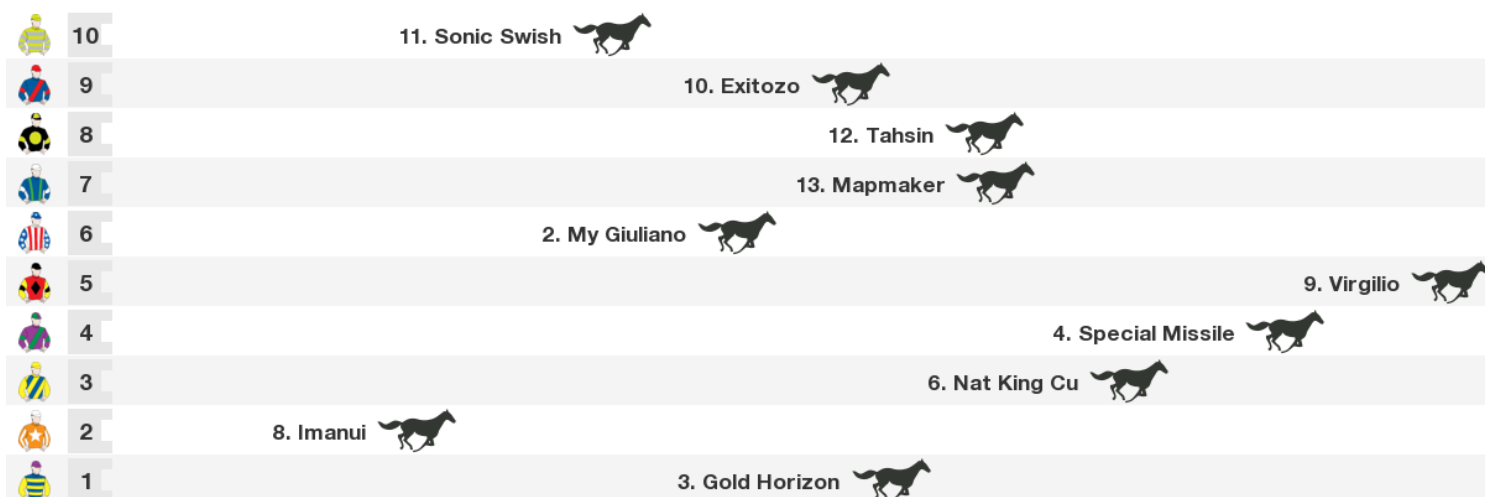 10 11. Sonic Swish
9 10. Exitozo
8 12. Tahsin
7 13. Mapmaker
6 2. My Giuliano
5 9. Virgilio
4 4. Special Missile
3 6. Nat King Cu
2 8. Imanui
1 3. Gold Horizon